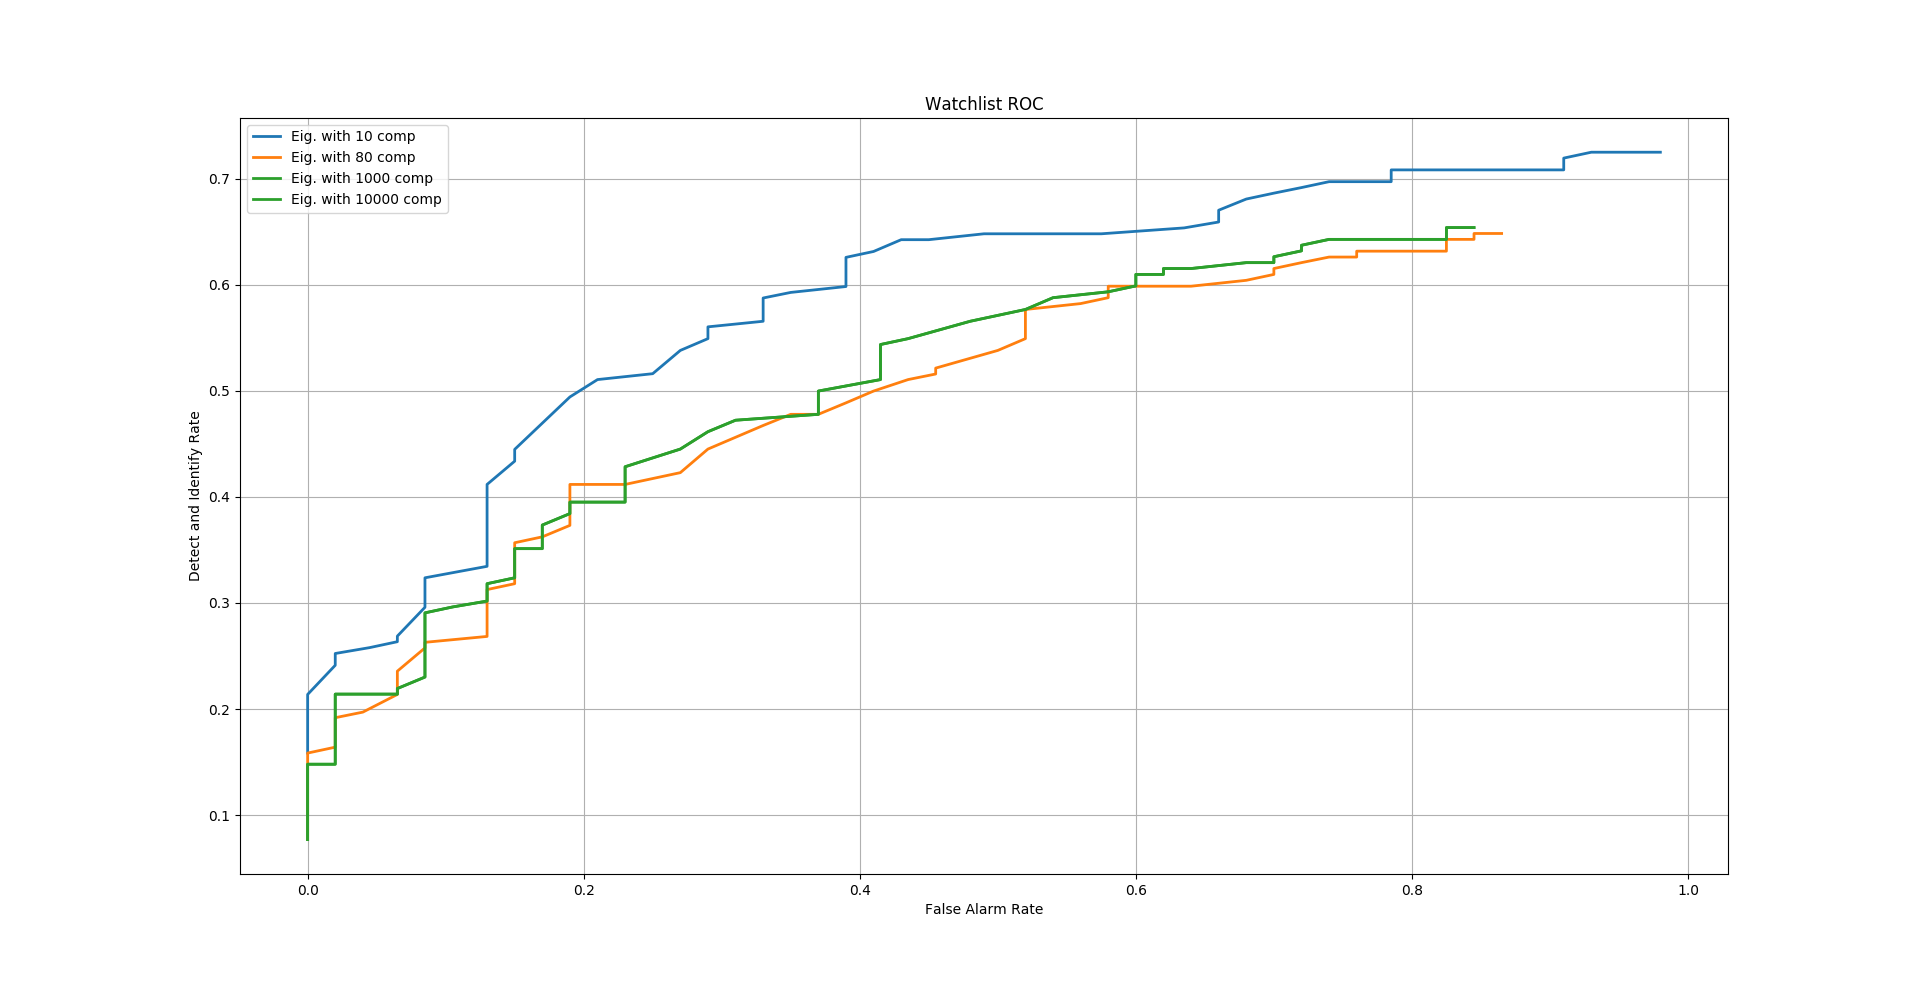 Watchlist ROC
Eig. with 10 comp
Eig. with 80 comp
Eig. with 1000 comp
Eig. with 10000 comp
0.7
0.6
0.5
0.4
0.3
0.2
0.1
Detect and Identify Rate
0.0 0.2 0.4 0.6 0.8 1.0
False Alarm Rate